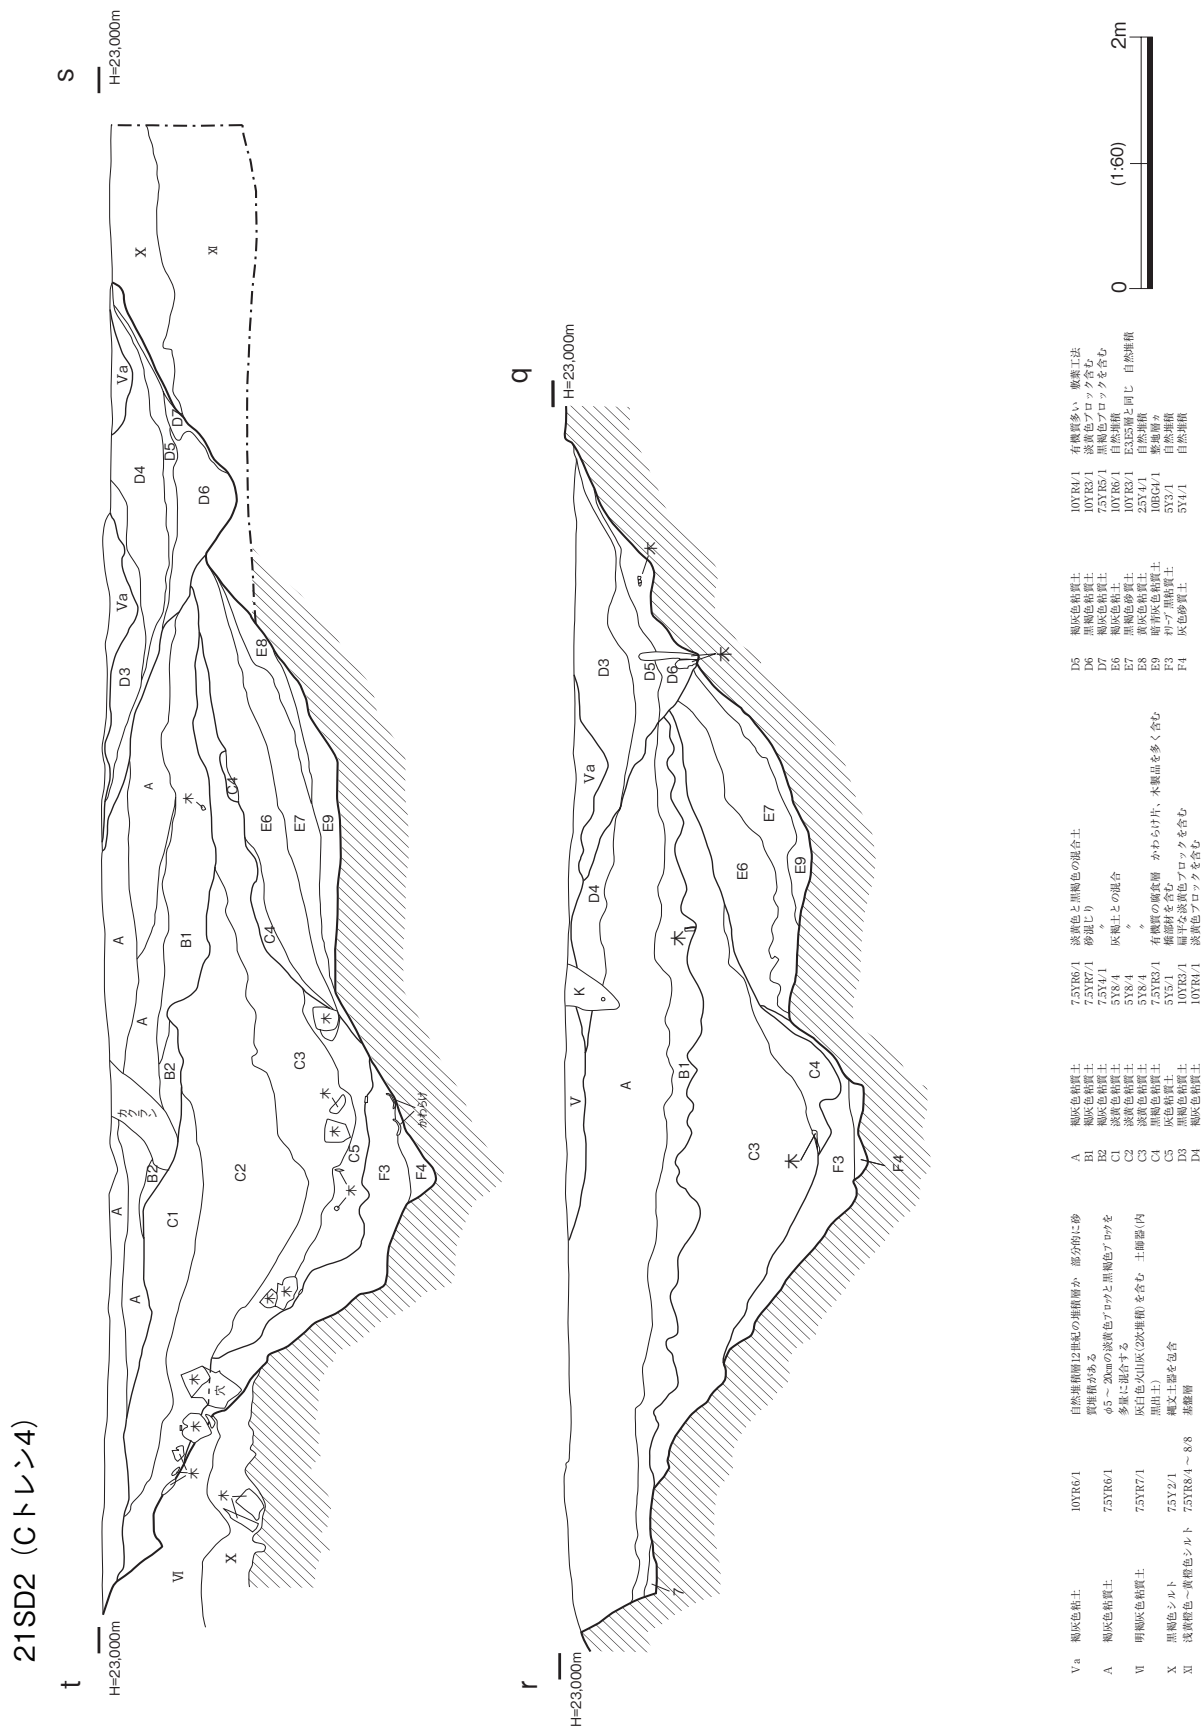 21SD2（Cトレンチ4）
t
H=23,000m
s
H=23,000m
Va
Va
D3
D4
D5
D6
D7
X
XI
A
A
A
A
A
A
カクラン
B1
B2
B2
C1
C2
C3
C4
C4
C5
E6
E7
E8
E9
F3
F4
かわらけ
木
木
木
木
木
木
木
木
木
木
木
穴
VI
X
r
H=23,000m
q
H=23,000m
V
Va
K
A
B1
C3
C4
D3
D4
D5
D6
E6
E7
E9
F3
F4
木
木
木
木
7
0 (1:60) 2m
Va 褐灰色粘土 10YR6/1 自然堆積層12世紀の堆積層か 部分的に砂質堆積がある
A 褐灰色粘質土 7.5YR6/1 φ5～20cmの淡黄色ブロックと黒褐色ブロックを多量に混合する
VI 明褐灰色粘質土 7.5YR7/1 灰白色火山灰(2次堆積)を含む 土師器(内黒出土)
X 黒褐色シルト 7.5Y2/1 縄文土器を包含
XI 浅黄橙色～黄橙色シルト 7.5YR8/4～8/8 基盤層
A 褐灰色粘質土 7.5YR6/1 淡黄色と黒褐色の混合土
B1 褐灰色粘質土 7.5YR7/1 砂混じり
B2 褐灰色粘質土 7.5Y4/1 〃
C1 淡黄色粘質土 5Y8/4 灰褐土との混合
C2 淡黄色粘質土 5Y8/4 〃
C3 淡黄色粘質土 5Y8/4 〃
C4 黒褐色粘質土 7.5YR3/1 有機質の腐食層 かわらけ片、木製品を多く含む
C5 灰色粘質土 5Y5/1 橋部材を含む
D3 黒褐色粘質土 10YR3/1 扁平な淡黄色ブロックを含む
D4 褐灰色粘質土 10YR4/1 淡黄色ブロックを含む
D5 褐灰色粘質土 10YR4/1 有機質多い 敷葉工法
D6 黒褐色粘質土 10YR3/1 淡黄色ブロック含む
D7 褐灰色粘質土 7.5YR5/1 黒褐色ブロックを含む
E6 褐灰色粘土 10YR6/1 自然堆積
E7 黒褐色砂質土 10YR3/1 E3,E5層と同じ 自然堆積
E8 黄灰色粘質土 2.5Y4/1 自然堆積
E9 暗青灰色粘質土 10BG4/1 整地層ヵ
F3 オリーブ黒粘質土 5Y3/1 自然堆積
F4 灰色砂質土 5Y4/1 自然堆積